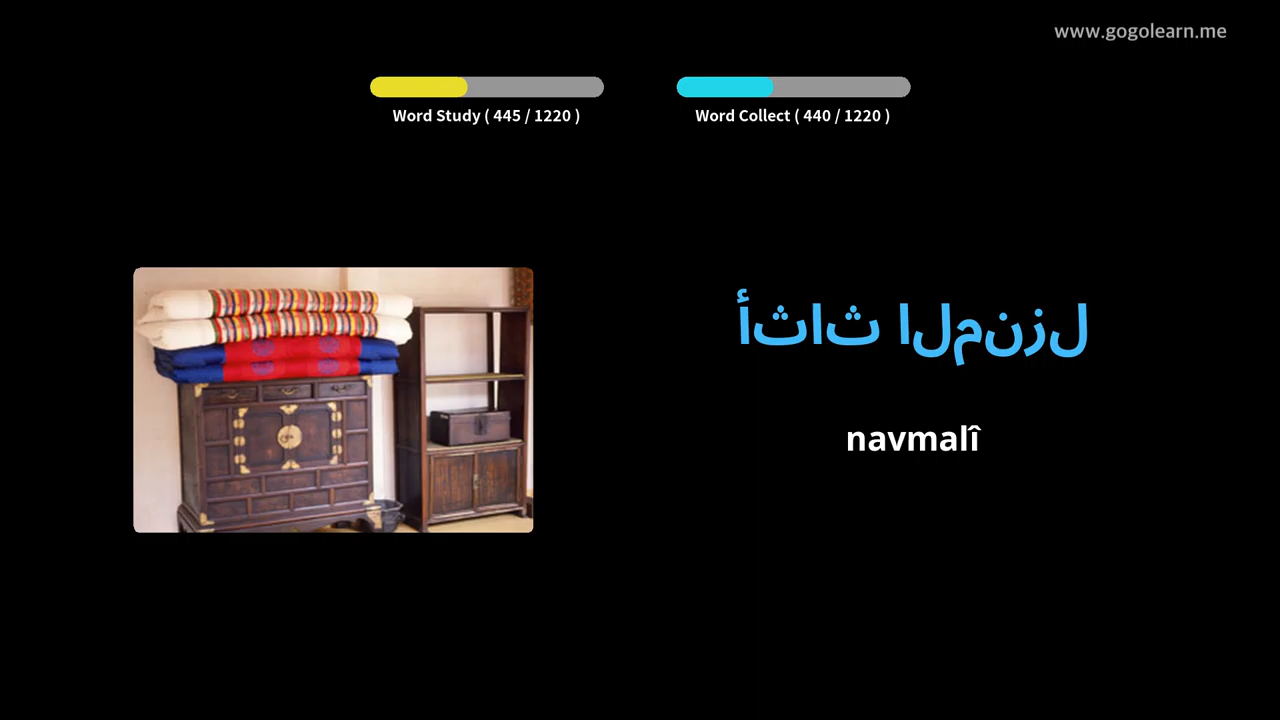 www.gogolearn.me
Word Study ( 445 / 1220 )
Word Collect ( 440 / 1220 )
أثاث المنزل
navmalî